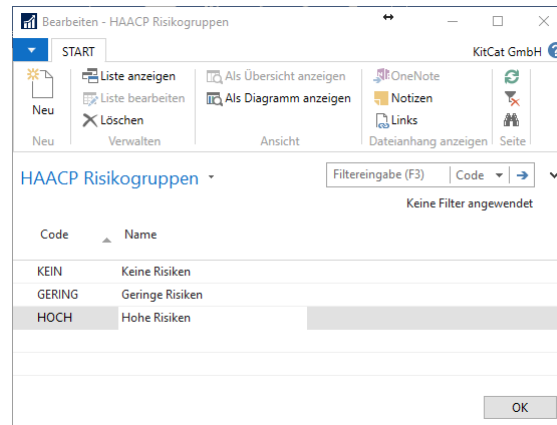 Bearbeiten - HAACP Risikogruppen
START
KitCat GmbH
Neu
Liste anzeigen
Liste bearbeiten
Löschen
Als Übersicht anzeigen
Als Diagramm anzeigen
OneNote
Notizen
Links
Neu
Verwalten
Ansicht
Dateianhang anzeigen
Seite
HAACP Risikogruppen
Filtereingabe (F3)
Code
Keine Filter angewendet
Code Name
KEIN Keine Risiken
GERING Geringe Risiken
HOCH Hohe Risiken
OK